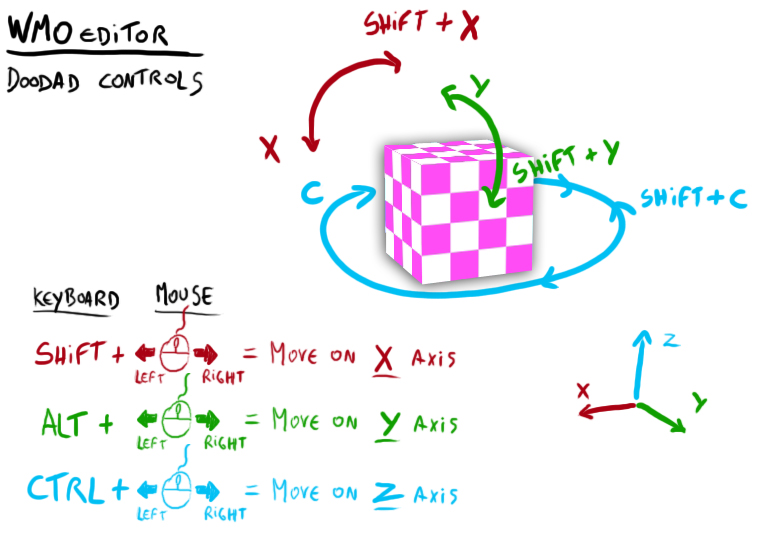 WMO EDiTOR
DOODAD CONTROLS
SHiFT + X
X
Y
SHiFT + Y
C
SHiFT + C
KEYBOARD MOUSE
SHiFT + = MOVE ON X AXiS
LEFT RiGHT
ALT + = MOVE ON Y AXiS
LEFT RiGHT
CTRL + = MOVE ON Z AXiS
LEFT RiGHT
Z
X
Y